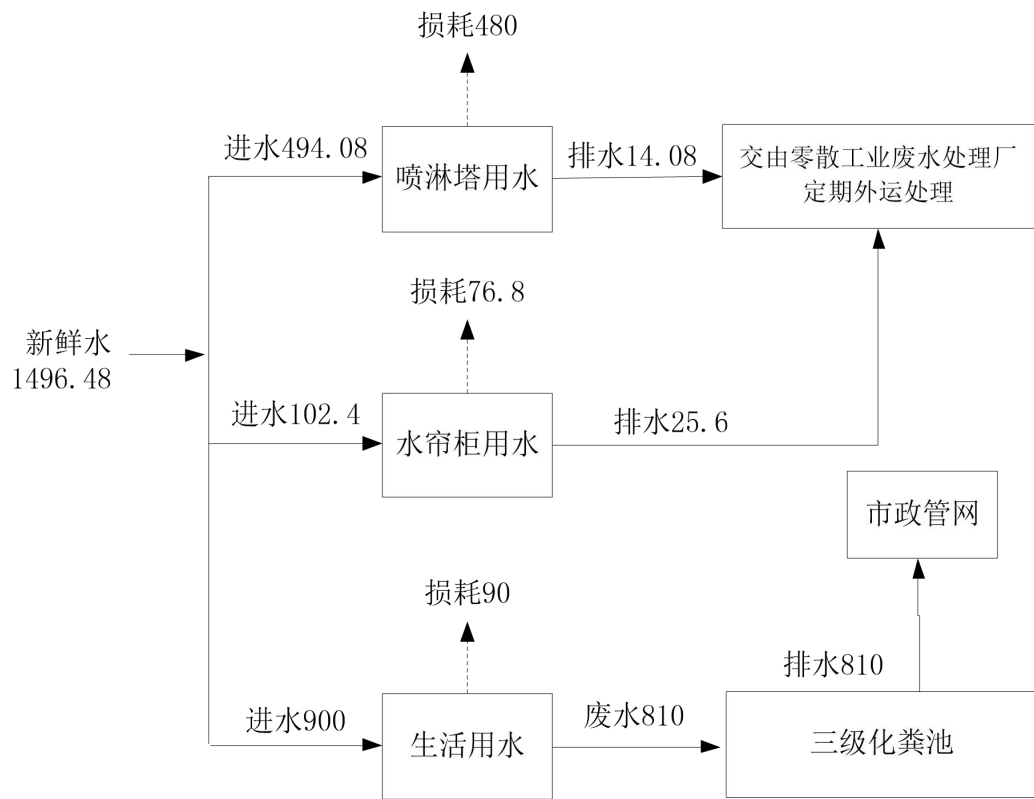 损耗480
进水494.08
喷淋塔用水
排水14.08
交由零散工业废水处理厂
定期外运处理
损耗76.8
新鲜水
1496.48
进水102.4
水帘柜用水
排水25.6
市政管网
损耗90
排水810
进水900
生活用水
废水810
三级化粪池